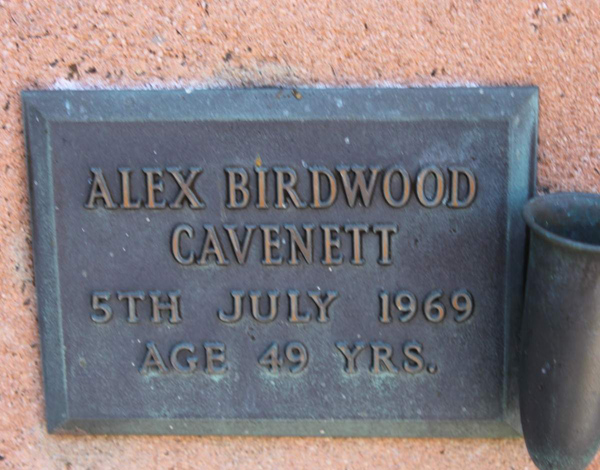 ALEX BIRDWOOD
CAVENETT
5TH JULY 1969
AGE 49 YRS.